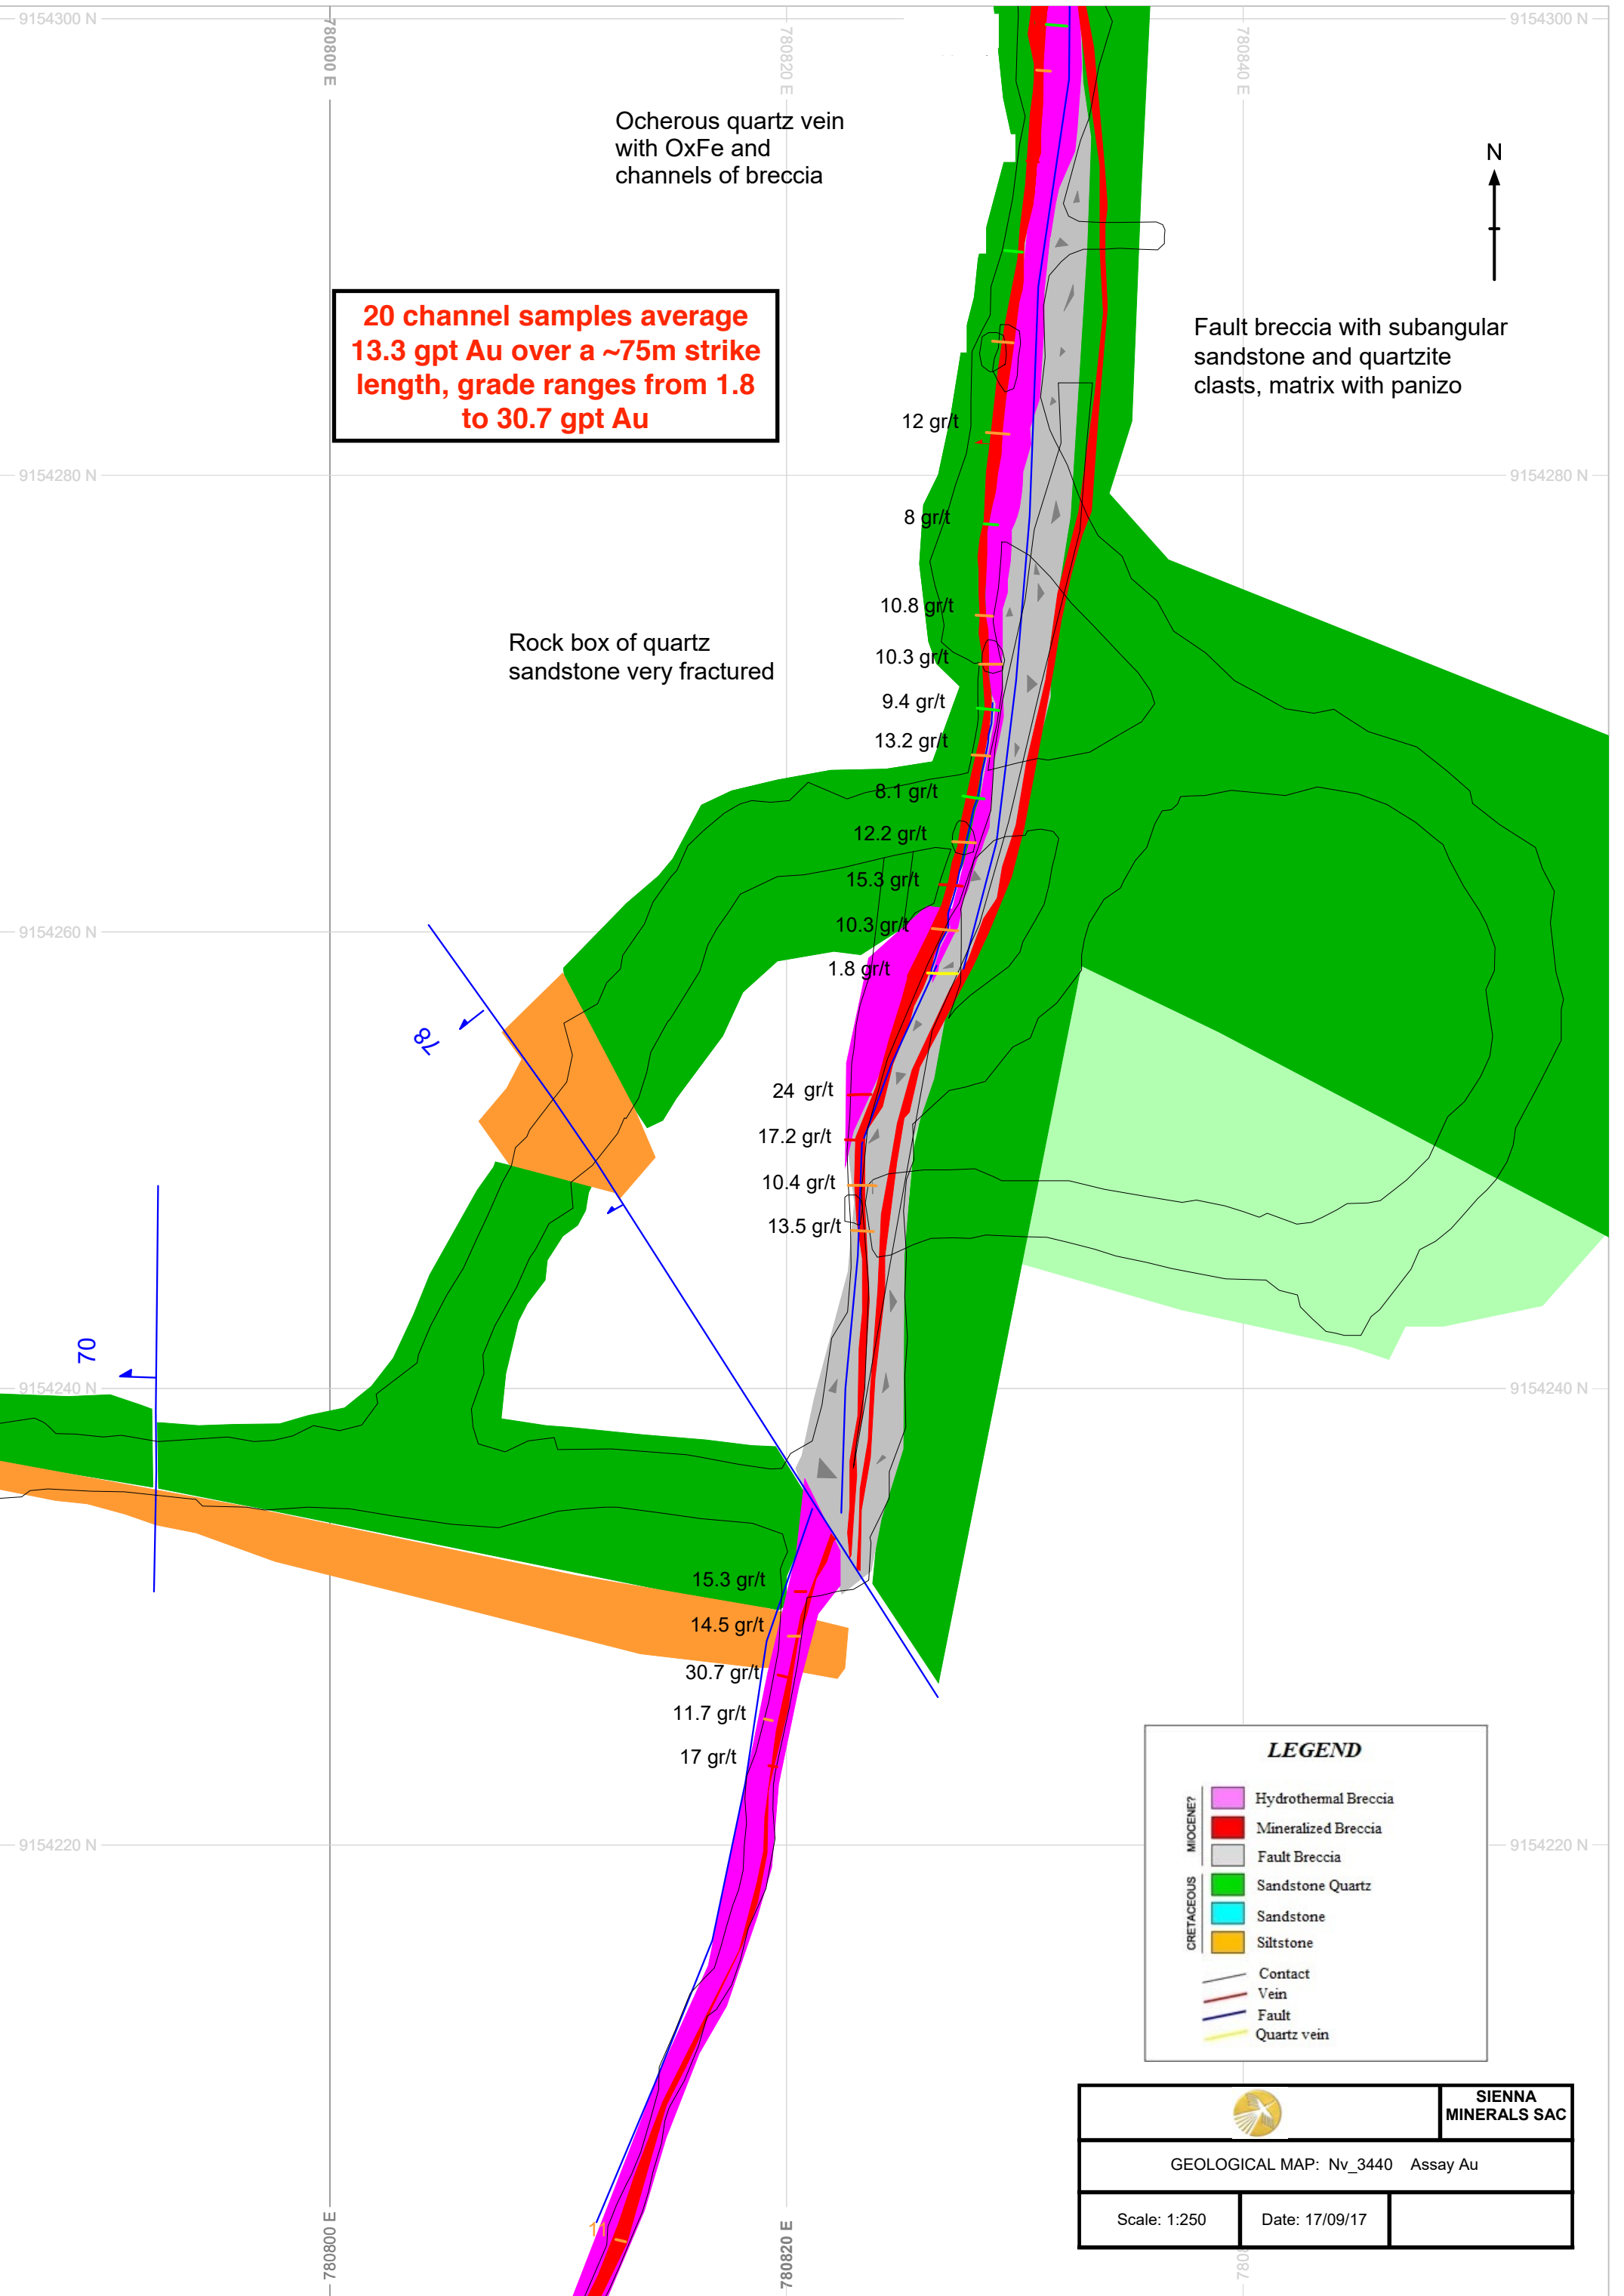 9154300 N
780800 E
780820 E
780840 E
9154300 N
Ocherous quartz vein
with OxFe and
channels of breccia
N
20 channel samples average
13.3 gpt Au over a ~75m strike
length, grade ranges from 1.8
to 30.7 gpt Au
Fault breccia with subangular
sandstone and quartzite
clasts, matrix with panizo
12 gr/t
9154280 N
9154280 N
8 gr/t
10.8 gr/t
Rock box of quartz
sandstone very fractured
10.3 gr/t
9.4 gr/t
13.2 gr/t
8.1 gr/t
12.2 gr/t
15.3 gr/t
10.3 gr/t
9154260 N
9154260 N
1.8 gr/t
78
24 gr/t
17.2 gr/t
10.4 gr/t
13.5 gr/t
70
9154240 N
9154240 N
15.3 gr/t
14.5 gr/t
30.7 gr/t
11.7 gr/t
17 gr/t
LEGEND
MIOCENE?
Hydrothermal Breccia
Mineralized Breccia
Fault Breccia
CRETACEOUS
Sandstone Quartz
Sandstone
Siltstone
Contact
Vein
Fault
Quartz vein
9154220 N
9154220 N
SIENNA
MINERALS SAC
GEOLOGICAL MAP: Nv_3440 Assay Au
Scale: 1:250
Date: 17/09/17
11
780800 E
780820 E
78084